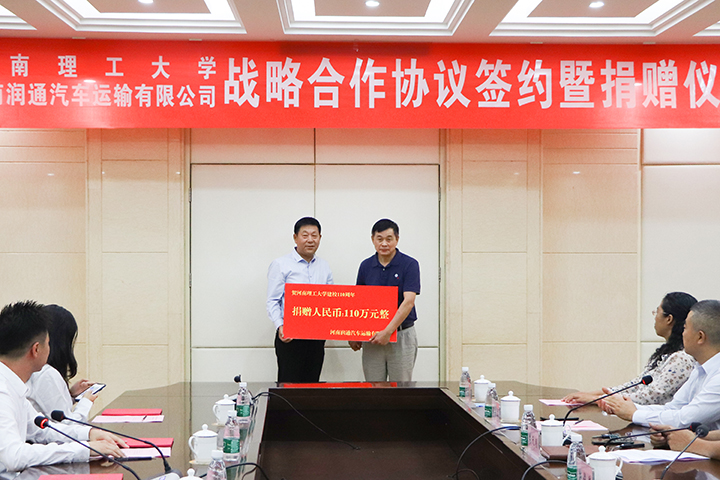 南理工大学
南润通汽车运输有限公司
战略合作协议签约暨捐赠仪
贺河南理工大学建校110周年
捐赠人民币:110万元整
河南润通汽车运输有